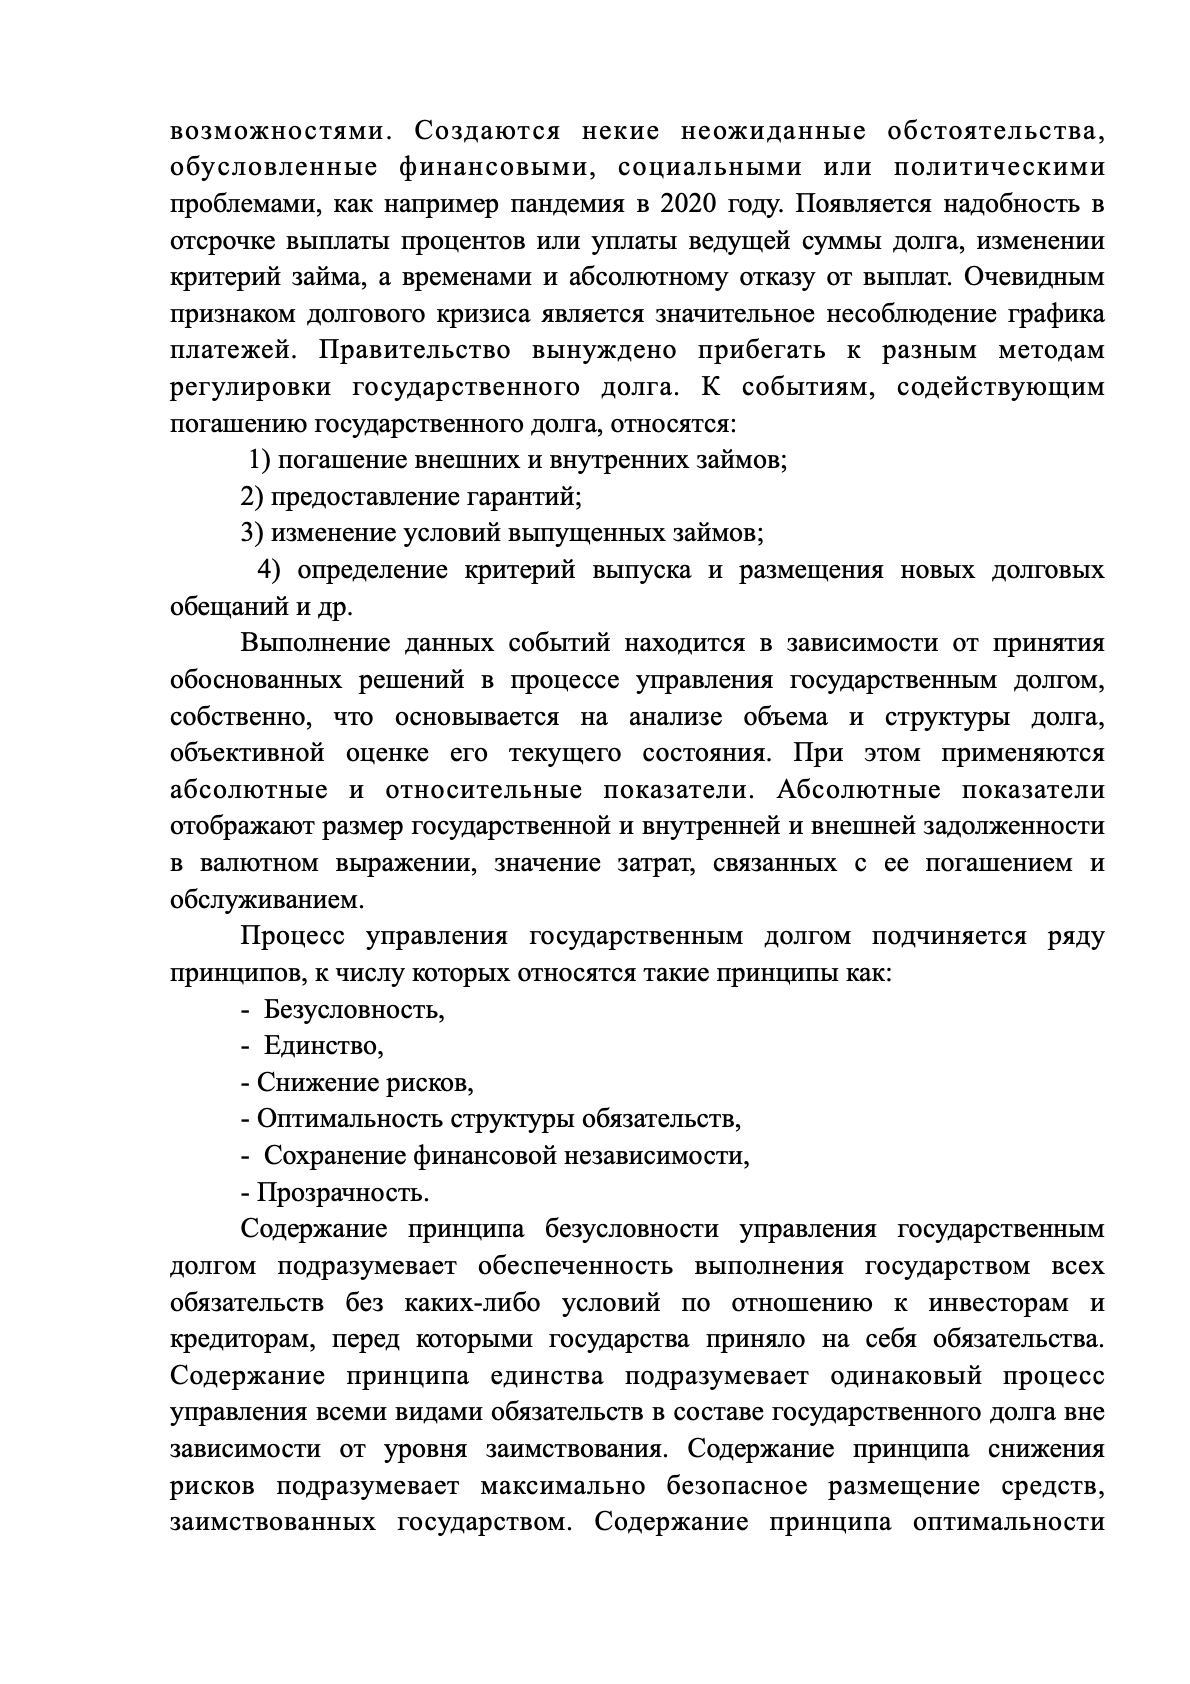 возможностями. Создаются некие неожиданные обстоятельства,
обусловленные финансовыми, социальными или политическими
проблемами, как например пандемия в 2020 году. Появляется надобность в
отсрочке выплаты процентов или уплаты ведущей суммы долга, изменении
критерий займа, а временами и абсолютному отказу от выплат. Очевидным
признаком долгового кризиса является значительное несоблюдение графика
платежей. Правительство вынуждено прибегать к разным методам
регулировки государственного долга. К событиям, содействующим
погашению государственного долга, относятся:
1) погашение внешних и внутренних займов;
2) предоставление гарантий;
3) изменение условий выпущенных займов;
4) определение критерий выпуска и размещения новых долговых
обещаний и др.
Выполнение данных событий находится в зависимости от принятия
обоснованных решений в процессе управления государственным долгом,
собственно, что основывается на анализе объема и структуры долга,
объективной оценке его текущего состояния. При этом применяются
абсолютные и относительные показатели. Абсолютные показатели
отображают размер государственной и внутренней и внешней задолженности
в валютном выражении, значение затрат, связанных с ее погашением и
обслуживанием.
Процесс управления государственным долгом подчиняется ряду
принципов, к числу которых относятся такие принципы как:
- Безусловность,
- Единство,
- Снижение рисков,
- Оптимальность структуры обязательств,
- Сохранение финансовой независимости,
- Прозрачность.
Содержание принципа безусловности управления государственным
долгом подразумевает обеспеченность выполнения государством всех
обязательств без каких-либо условий по отношению к инвесторам и
кредиторам, перед которыми государства приняло на себя обязательства.
Содержание принципа единства подразумевает одинаковый процесс
управления всеми видами обязательств в составе государственного долга вне
зависимости от уровня заимствования. Содержание принципа снижения
рисков подразумевает максимально безопасное размещение средств,
заимствованных государством. Содержание принципа оптимальности